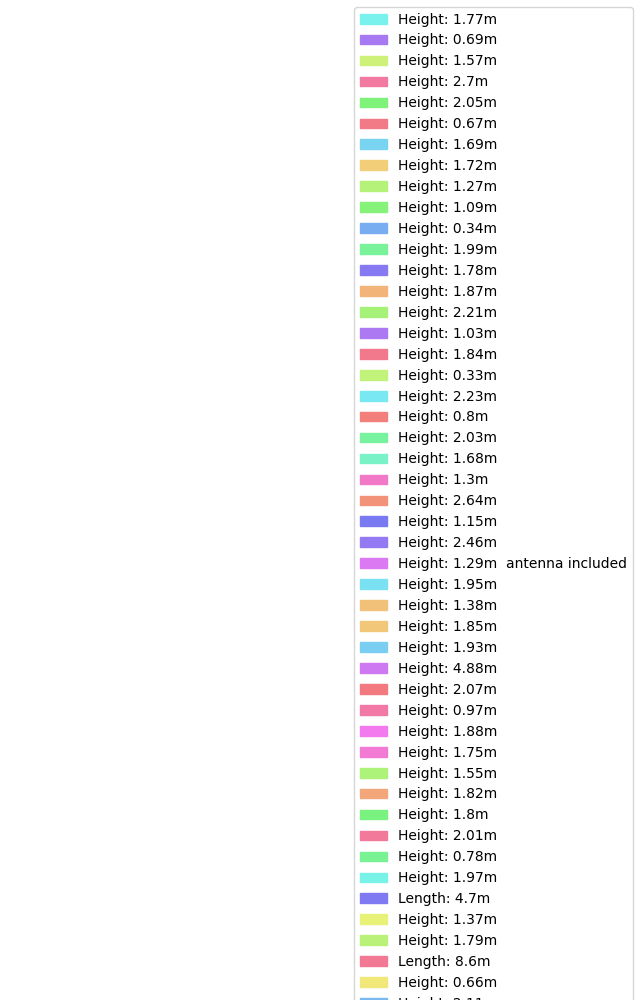 Height: 1.77m
Height: 0.69m
Height: 1.57m
Height: 2.7m
Height: 2.05m
Height: 0.67m
Height: 1.69m
Height: 1.72m
Height: 1.27m
Height: 1.09m
Height: 0.34m
Height: 1.99m
Height: 1.78m
Height: 1.87m
Height: 2.21m
Height: 1.03m
Height: 1.84m
Height: 0.33m
Height: 2.23m
Height: 0.8m
Height: 2.03m
Height: 1.68m
Height: 1.3m
Height: 2.64m
Height: 1.15m
Height: 2.46m
Height: 1.29m  antenna included
Height: 1.95m
Height: 1.38m
Height: 1.85m
Height: 1.93m
Height: 4.88m
Height: 2.07m
Height: 0.97m
Height: 1.88m
Height: 1.75m
Height: 1.55m
Height: 1.82m
Height: 1.8m
Height: 2.01m
Height: 0.78m
Height: 1.97m
Length: 4.7m
Height: 1.37m
Height: 1.79m
Length: 8.6m
Height: 0.66m
Height: